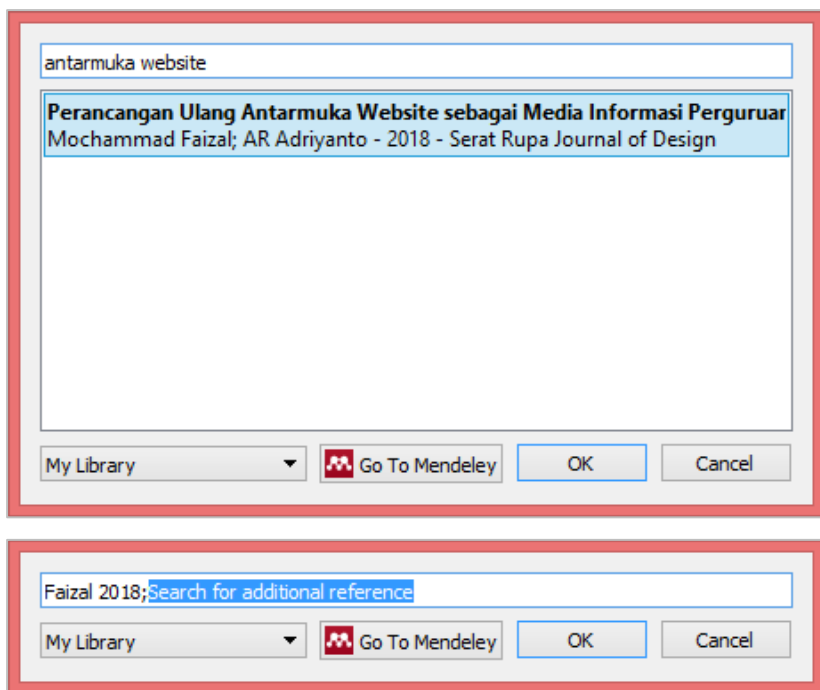 antarmuka website
Perancangan Ulang Antarmuka Website sebagai Media Informasi Perguruar
Mochammad Faizal; AR Adriyanto - 2018 - Serat Rupa Journal of Design
My Library Go To Mendeley OK Cancel
Faizal 2018;Search for additional reference
My Library Go To Mendeley OK Cancel